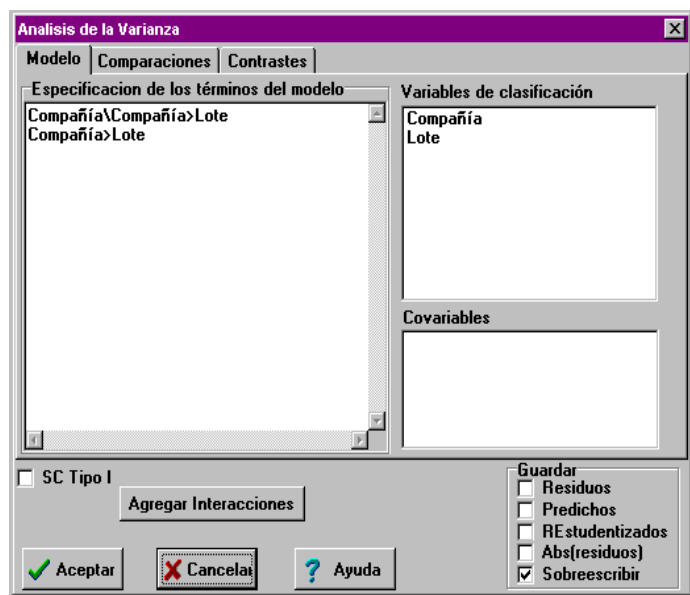 Analisis de la Varianza
Modelo
Comparaciones
Contrastes
Especificacion de los términos del modelo
Compañía\Compañía>Lote
Compañía>Lote
Variables de clasificación
Compañía
Lote
Covariables
SC Tipo I
Agregar Interacciones
Guardar
Residuos
Predichos
REstudentizados
Abs(residuos)
Sobreescribir
Aceptar
Cancelar
Ayuda